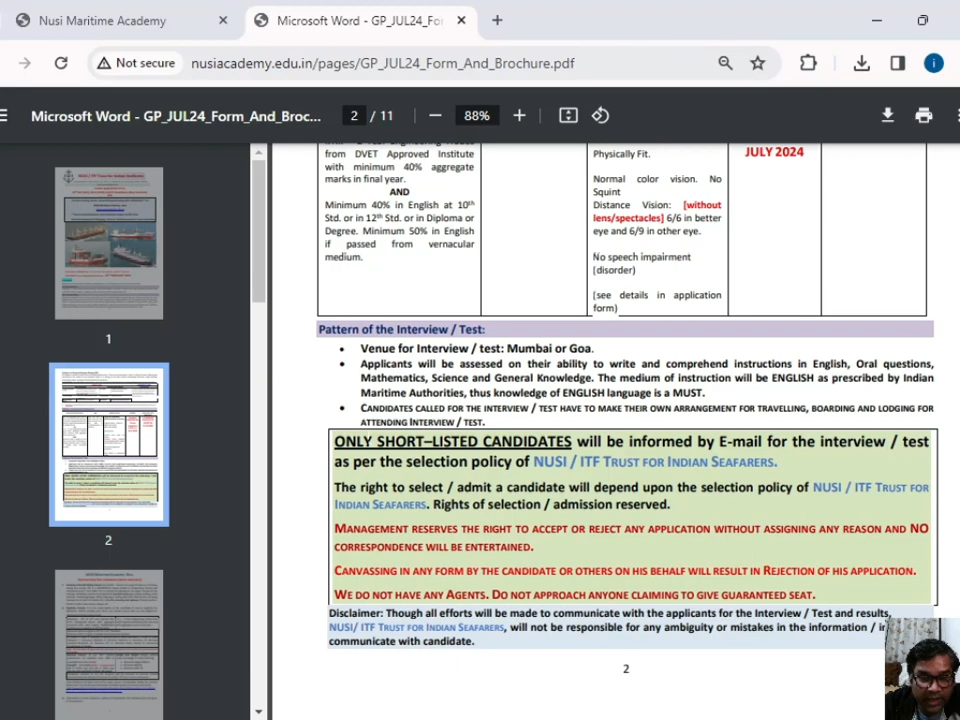 Nusi Maritime Academy
Microsoft Word - GP_JUL24_For
Not secure
nusiacademy.edu.in/pages/GP_JUL24_Form_And_Brochure.pdf
i
Microsoft Word - GP_JUL24_Form_And_Broc...
2 / 11
88%
1
2
from DVET Approved Institute
with minimum 40% aggregate
marks in final year.
AND
Minimum 40% in English at 10th
Std. or in 12th Std. or in Diploma or
Degree. Minimum 50% in English
if passed from vernacular
medium.
Physically Fit.
Normal color vision. No
Squint
Distance Vision: [without
lens/spectacles] 6/6 in better
eye and 6/9 in other eye.
No speech impairment
(disorder)
(see details in application
form)
JULY 2024
Pattern of the Interview / Test:
• Venue for Interview / test: Mumbai or Goa.
• Applicants will be assessed on their ability to write and comprehend instructions in English, Oral questions,
Mathematics, Science and General Knowledge. The medium of instruction will be ENGLISH as prescribed by Indian
Maritime Authorities, thus knowledge of ENGLISH language is a MUST.
• CANDIDATES CALLED FOR THE INTERVIEW / TEST HAVE TO MAKE THEIR OWN ARRANGEMENT FOR TRAVELLING, BOARDING AND LODGING FOR
ATTENDING INTERVIEW / TEST.
ONLY SHORT–LISTED CANDIDATES will be informed by E-mail for the interview / test
as per the selection policy of NUSI / ITF TRUST FOR INDIAN SEAFARERS.
The right to select / admit a candidate will depend upon the selection policy of NUSI / ITF TRUST FOR
INDIAN SEAFARERS. Rights of selection / admission reserved.
MANAGEMENT RESERVES THE RIGHT TO ACCEPT OR REJECT ANY APPLICATION WITHOUT ASSIGNING ANY REASON AND NO
CORRESPONDENCE WILL BE ENTERTAINED.
CANVASSING IN ANY FORM BY THE CANDIDATE OR OTHERS ON HIS BEHALF WILL RESULT IN REJECTION OF HIS APPLICATION.
WE DO NOT HAVE ANY AGENTS. DO NOT APPROACH ANYONE CLAIMING TO GIVE GUARANTEED SEAT.
Disclaimer: Though all efforts will be made to communicate with the applicants for the Interview / Test and results,
NUSI/ ITF TRUST FOR INDIAN SEAFARERS, will not be responsible for any ambiguity or mistakes in the information / in
communicate with candidate.
2